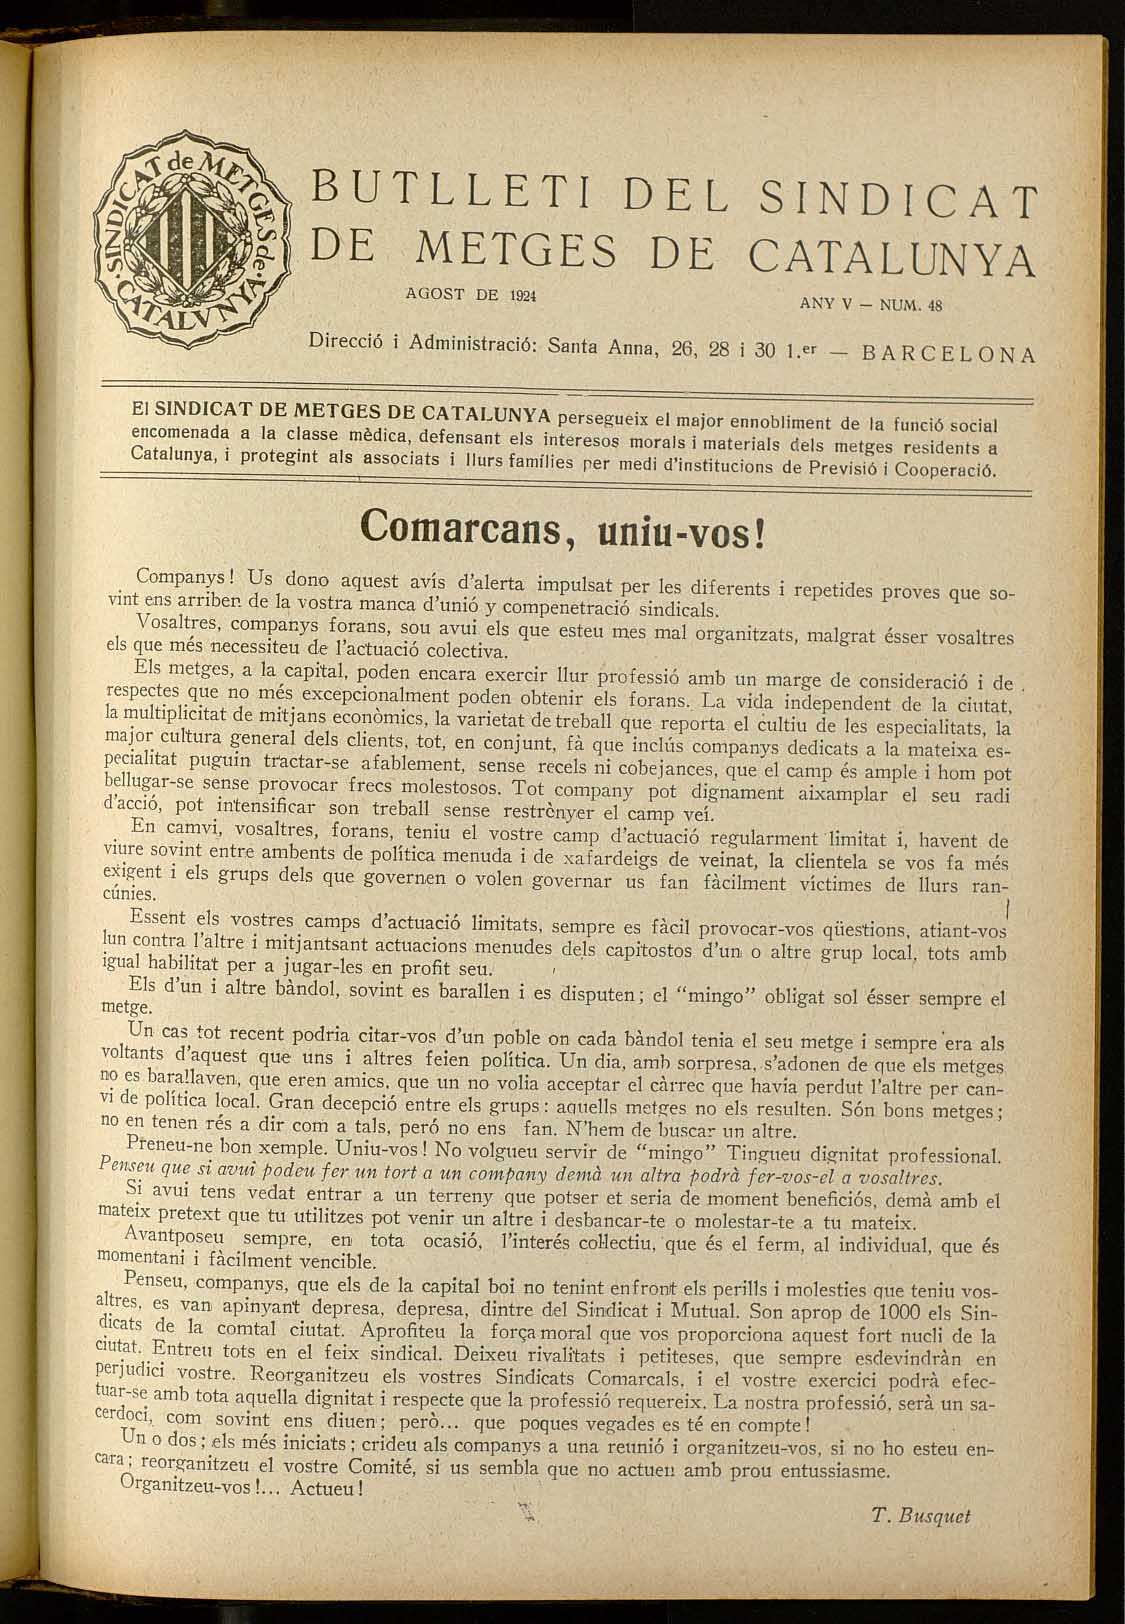 SINDICAT de METGES de CATALVNYA
BUTLLETI DEL SINDICAT
DE METGES DE CATALUNYA
AGOST DE 1924
ANY V — NUM. 48
Direcció i Administració: Santa Anna, 26, 28 i 30 1.er — BARCELONA
El SINDICAT DE METGES DE CATALUNYA persegueix el major ennobliment de la funció social
encomenada a la classe mèdica, defensant els interesos morals i materials dels metges residents a
Catalunya, i protegint als associats i llurs famílies per medi d'institucions de Previsió i Cooperació.
Comarcans, uniu-vos!
Companys! Us dono aquest avís d'alerta impulsat per les diferents i repetides proves que so-
vint ens arriben de la vostra manca d'unió y compenetració sindicals.
Vosaltres, companys forans, sou avui els que esteu mes mal organitzats, malgrat ésser vosaltres
els que més necessiteu de l'actuació colectiva.
Els metges, a la capital, poden encara exercir llur professió amb un marge de consideració i de
respectes que no més excepcionalment poden obtenir els forans. La vida independent de la ciutat,
la multiplicitat de mitjans econòmics, la varietat de treball que reporta el cultiu de les especialitats, la
major cultura general dels clients, tot, en conjunt, fà que inclús companys dedicats a la mateixa es-
pecialitat puguin tractar-se afablement, sense recels ni cobejances, que el camp és ample i hom pot
bellugar-se sense provocar frecs molestosos. Tot company pot dignament aixamplar el seu radi
d'acció, pot intensificar son treball sense restrènyer el camp veí.
En camvi, vosaltres, forans, teniu el vostre camp d'actuació regularment limitat i, havent de
viure sovint entre ambents de política menuda i de xafardeigs de veinat, la clientela se vos fa més
exigent i els grups dels que governen o volen governar us fan fàcilment víctimes de llurs ran-
cúnies.
Essent els vostres camps d'actuació limitats, sempre es fàcil provocar-vos qüestions, atiant-vos
lun contra l'altre i mitjantsant actuacions menudes dels capitostos d'un o altre grup local, tots amb
igual habilitat per a jugar-les en profit seu.
Els d'un i altre bàndol, sovint es barallen i es disputen; el "mingo" obligat sol ésser sempre el
metge.
Un cas tot recent podria citar-vos d'un poble on cada bàndol tenia el seu metge i sempre era als
voltants d'aquest que uns i altres feien política. Un dia, amb sorpresa, s'adonen de que els metges
no es barallaven, que eren amics, que un no volia acceptar el càrrec que havía perdut l'altre per can-
vi de política local. Gran decepció entre els grups: aquells metges no els resulten. Són bons metges;
no en tenen rés a dir com a tals, peró no ens fan. N'hem de buscar un altre.
Preneu-ne bon xemple. Uniu-vos! No volgueu servir de "mingo" Tingueu dignitat professional.
Penseu que si avui podeu fer un tort a un company demà un altra podrà fer-vos-el a vosaltres.
Si avui tens vedat entrar a un terreny que potser et seria de moment beneficiós, demà amb el
mateix pretext que tu utilitzes pot venir un altre i desbancar-te o molestar-te a tu mateix.
Avantposeu sempre, en tota ocasió, l'interés col·lectiu, que és el ferm, al individual, que és
momentani i fàcilment vencible.
Penseu, companys, que els de la capital boi no tenint enfront els perills i molesties que teniu vos-
altres, es van apinyant depresa, depresa, dintre del Sindicat i Mutual. Son aprop de 1000 els Sin-
dicats de la comtal ciutat. Aprofiteu la força moral que vos proporciona aquest fort nucli de la
ciutat. Entreu tots en el feix sindical. Deixeu rivalitats i petiteses, que sempre esdevindràn en
perjudici vostre. Reorganitzeu els vostres Sindicats Comarcals, i el vostre exercici podrà efec-
tuar-se amb tota aquella dignitat i respecte que la professió requereix. La nostra professió, serà un sa-
cerdoci, com sovint ens diuen; però... que poques vegades es té en compte!
Un o dos; els més iniciats; crideu als companys a una reunió i organitzeu-vos, si no ho esteu en-
cara; reorganitzeu el vostre Comité, si us sembla que no actuen amb prou entussiasme.
Organitzeu-vos!... Actueu!
T. Busquet